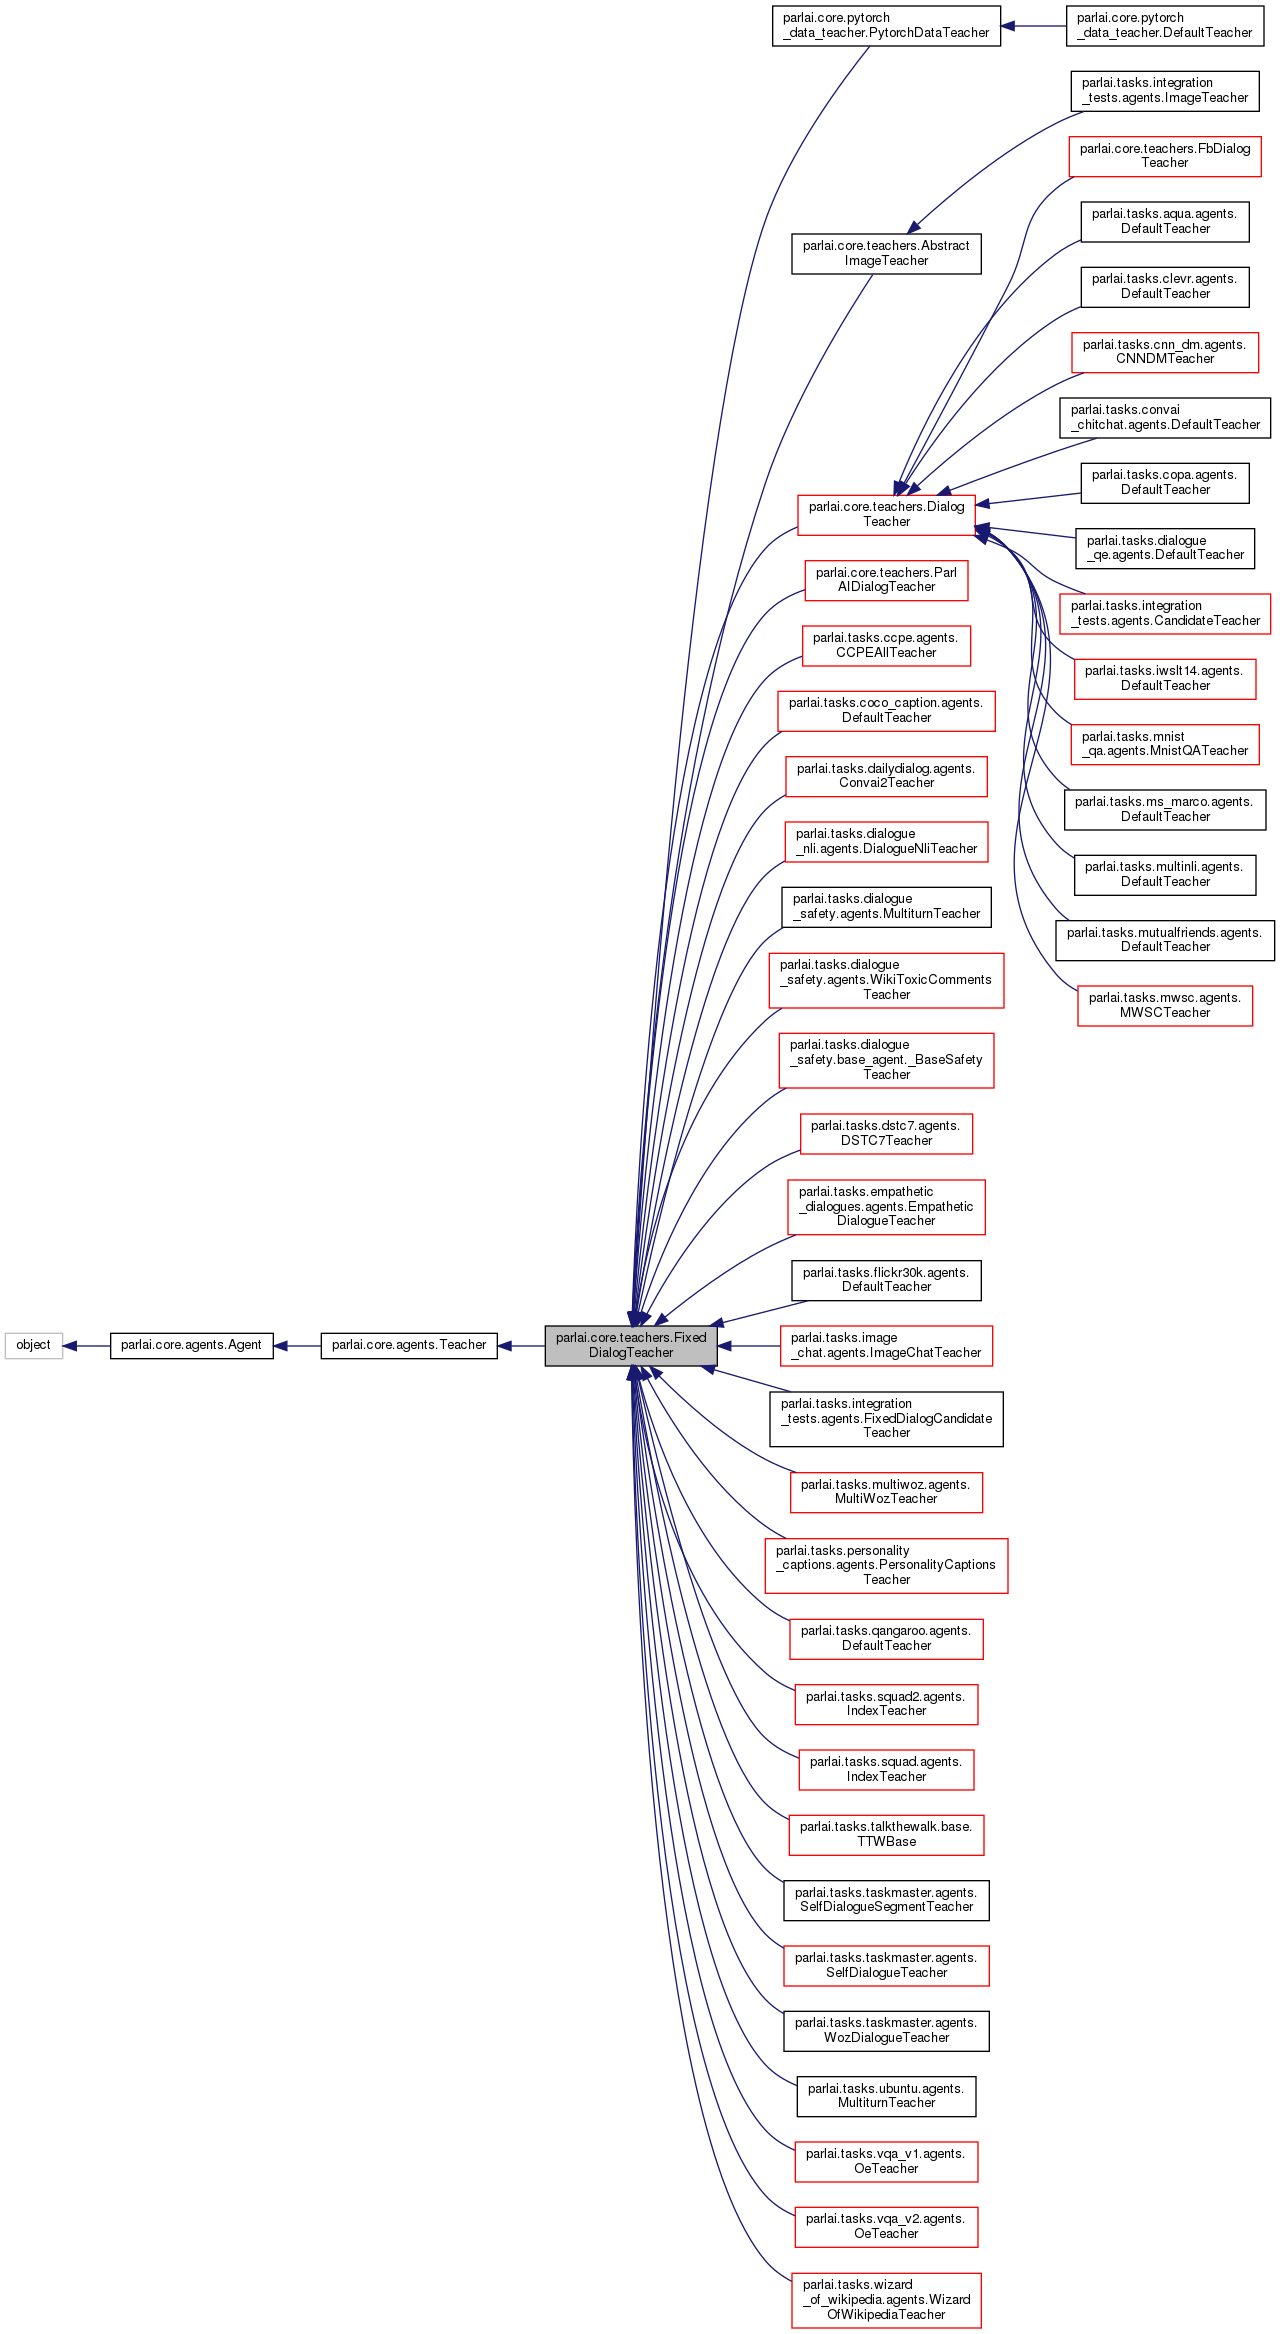 parlai.core.pytorch
_data_teacher.PytorchDataTeacher
parlai.core.pytorch
_data_teacher.DefaultTeacher
parlai.tasks.integration
_tests.agents.ImageTeacher
parlai.core.teachers.FbDialog
Teacher
parlai.tasks.aqua.agents.
DefaultTeacher
parlai.core.teachers.Abstract
ImageTeacher
parlai.tasks.clevr.agents.
DefaultTeacher
parlai.tasks.cnn_dm.agents.
CNNDMTeacher
parlai.tasks.convai
_chitchat.agents.DefaultTeacher
parlai.tasks.copa.agents.
DefaultTeacher
parlai.core.teachers.Dialog
Teacher
parlai.tasks.dialogue
_qe.agents.DefaultTeacher
parlai.core.teachers.Parl
AIDialogTeacher
parlai.tasks.integration
_tests.agents.CandidateTeacher
parlai.tasks.ccpe.agents.
CCPEAllTeacher
parlai.tasks.iwslt14.agents.
DefaultTeacher
parlai.tasks.coco_caption.agents.
DefaultTeacher
parlai.tasks.mnist
_qa.agents.MnistQATeacher
parlai.tasks.dailydialog.agents.
Convai2Teacher
parlai.tasks.ms_marco.agents.
DefaultTeacher
parlai.tasks.dialogue
_nli.agents.DialogueNliTeacher
parlai.tasks.multinli.agents.
DefaultTeacher
parlai.tasks.dialogue
_safety.agents.MultiturnTeacher
parlai.tasks.mutualfriends.agents.
DefaultTeacher
parlai.tasks.dialogue
_safety.agents.WikiToxicComments
Teacher
parlai.tasks.mwsc.agents.
MWSCTeacher
parlai.tasks.dialogue
_safety.base_agent._BaseSafety
Teacher
parlai.tasks.dstc7.agents.
DSTC7Teacher
parlai.tasks.empathetic
_dialogues.agents.Empathetic
DialogueTeacher
parlai.tasks.flickr30k.agents.
DefaultTeacher
object
parlai.core.agents.Agent
parlai.core.agents.Teacher
parlai.core.teachers.Fixed
DialogTeacher
parlai.tasks.image
_chat.agents.ImageChatTeacher
parlai.tasks.integration
_tests.agents.FixedDialogCandidate
Teacher
parlai.tasks.multiwoz.agents.
MultiWozTeacher
parlai.tasks.personality
_captions.agents.PersonalityCaptions
Teacher
parlai.tasks.qangaroo.agents.
DefaultTeacher
parlai.tasks.squad2.agents.
IndexTeacher
parlai.tasks.squad.agents.
IndexTeacher
parlai.tasks.talkthewalk.base.
TTWBase
parlai.tasks.taskmaster.agents.
SelfDialogueSegmentTeacher
parlai.tasks.taskmaster.agents.
SelfDialogueTeacher
parlai.tasks.taskmaster.agents.
WozDialogueTeacher
parlai.tasks.ubuntu.agents.
MultiturnTeacher
parlai.tasks.vqa_v1.agents.
OeTeacher
parlai.tasks.vqa_v2.agents.
OeTeacher
parlai.tasks.wizard
_of_wikipedia.agents.Wizard
OfWikipediaTeacher